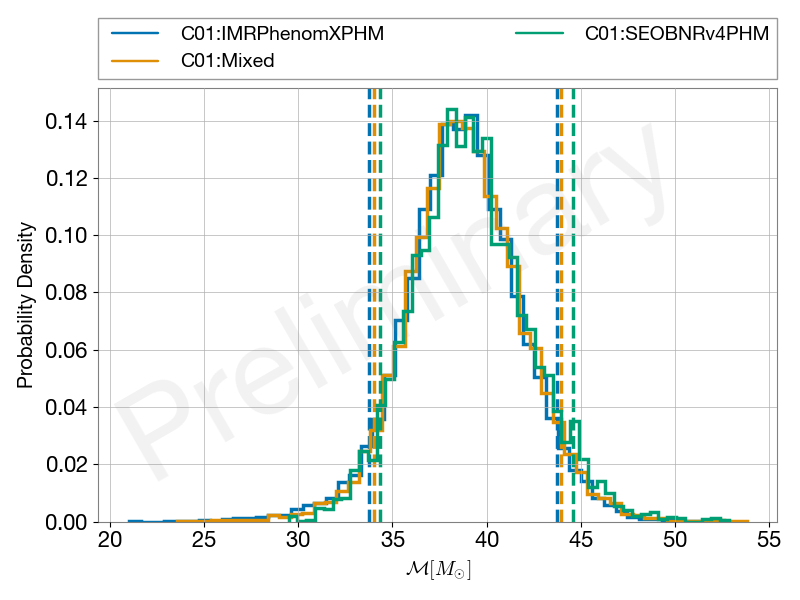 C01:IMRPhenomXPHM C01:SEOBNRv4PHM
C01:Mixed
Preliminary
Probability Density
0.14
0.12
0.10
0.08
0.06
0.04
0.02
0.00
20 25 30 35 40 45 50 55
ℳ[M⊙]